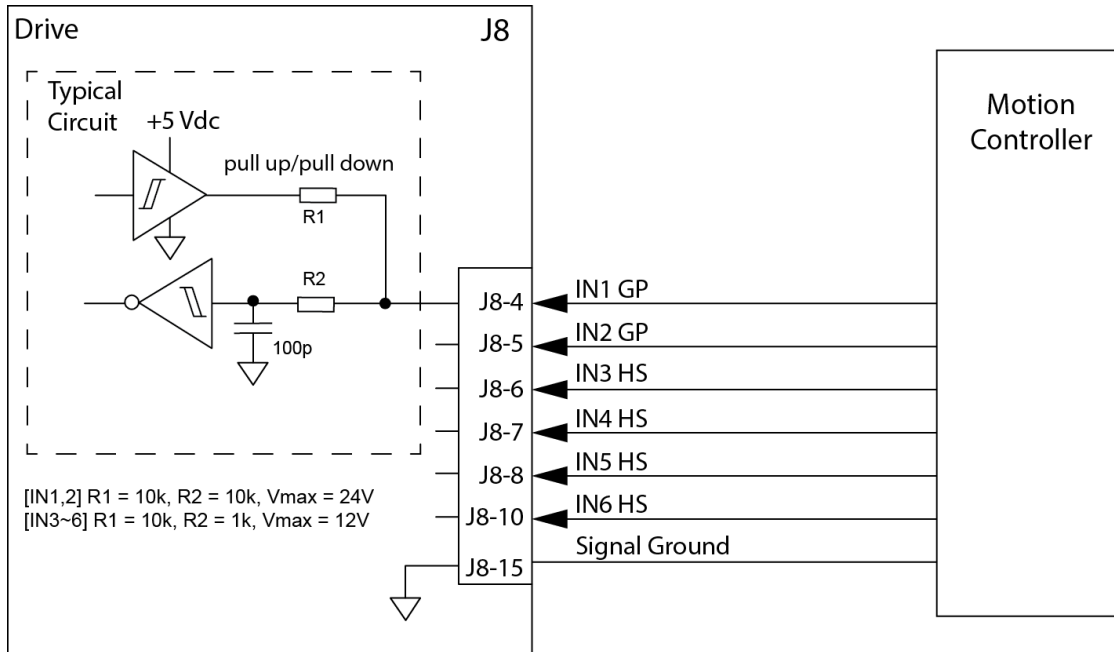 Drive
J8
Typical
Circuit
+5 Vdc
pull up/pull down
R1
R2
100p
Motion
Controller
J8-4
IN1 GP
J8-5
IN2 GP
J8-6
IN3 HS
J8-7
IN4 HS
J8-8
IN5 HS
J8-10
IN6 HS
J8-15
Signal Ground
[IN1,2] R1 = 10k, R2 = 10k, Vmax = 24V
[IN3~6] R1 = 10k, R2 = 1k, Vmax = 12V